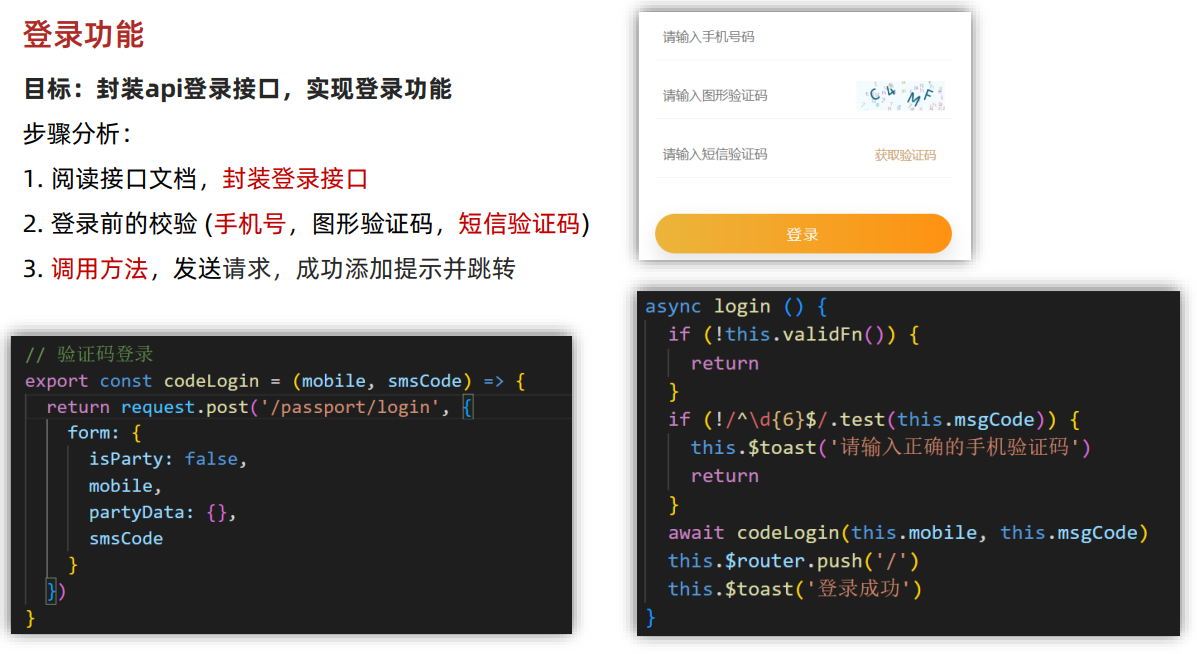 登录功能
目标：封装api登录接口，实现登录功能
步骤分析：
1. 阅读接口文档，封装登录接口
2. 登录前的校验 (手机号，图形验证码，短信验证码)
3. 调用方法，发送请求，成功添加提示并跳转
// 验证码登录
export const codeLogin = (mobile, smsCode) => {
return request.post('/passport/login', {
form: {
isParty: false,
mobile,
partyData: {},
smsCode
}
})
}
请输入手机号码
请输入图形验证码
C4MF
请输入短信验证码 获取验证码
登录
async login () {
if (!this.validFn()) {
return
}
if (!/^\d{6}$/.test(this.msgCode)) {
this.$toast('请输入正确的手机验证码')
return
}
await codeLogin(this.mobile, this.msgCode)
this.$router.push('/')
this.$toast('登录成功')
}